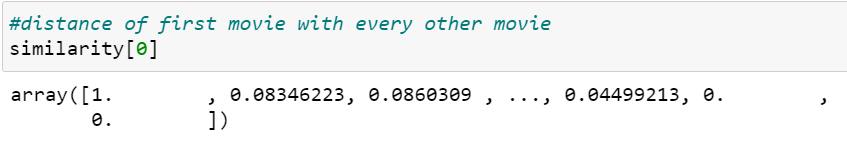 #distance of first movie with every other movie
similarity[0]
array([1.        , 0.08346223, 0.0860309 , ..., 0.04499213, 0.        ,
       0.        ])